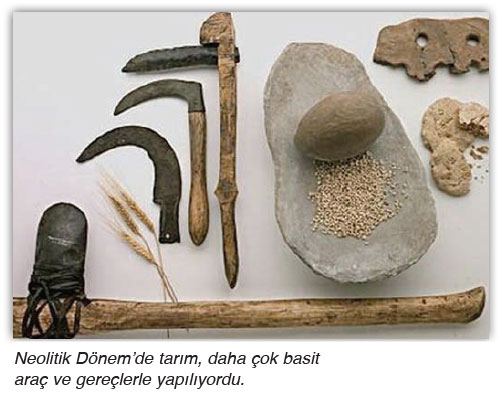 Neolitik Dönem’de tarım, daha çok basit
araç ve gereçlerle yapılıyordu.